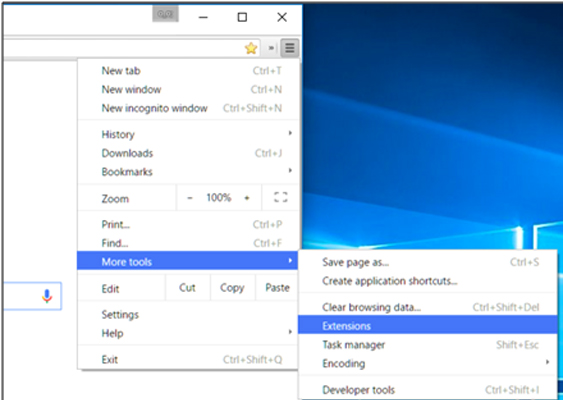 »
New tab Ctrl+T
New window Ctrl+N
New incognito window Ctrl+Shift+N
History
Downloads Ctrl+J
Bookmarks
Zoom − 100% +
Print... Ctrl+P
Find... Ctrl+F
More tools
Edit Cut Copy Paste
Settings
Help
Exit Ctrl+Shift+Q
Save page as... Ctrl+S
Create application shortcuts...
Clear browsing data... Ctrl+Shift+Del
Extensions
Task manager Shift+Esc
Encoding
Developer tools Ctrl+Shift+I